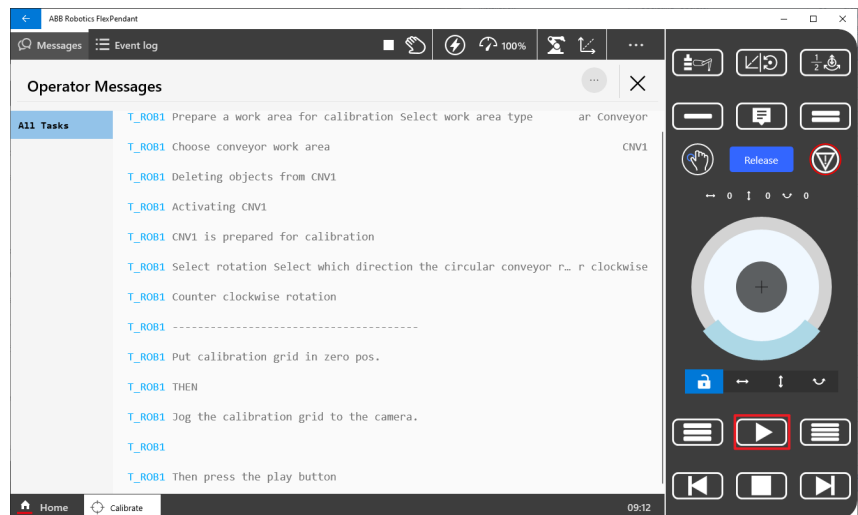 ABB Robotics FlexPendant
Messages Event log 100% ...
Operator Messages
All Tasks
T_ROB1 Prepare a work area for calibration Select work area type ar Conveyor
T_ROB1 Choose conveyor work area CNV1
T_ROB1 Deleting objects from CNV1
T_ROB1 Activating CNV1
T_ROB1 CNV1 is prepared for calibration
T_ROB1 Select rotation Select which direction the circular conveyor r… r clockwise
T_ROB1 Counter clockwise rotation
T_ROB1 ---------------------------------------
T_ROB1 Put calibration grid in zero pos.
T_ROB1 THEN
T_ROB1 Jog the calibration grid to the camera.
T_ROB1
T_ROB1 Then press the play button
Home Calibrate 09:12
1 2
Release
0 0 0